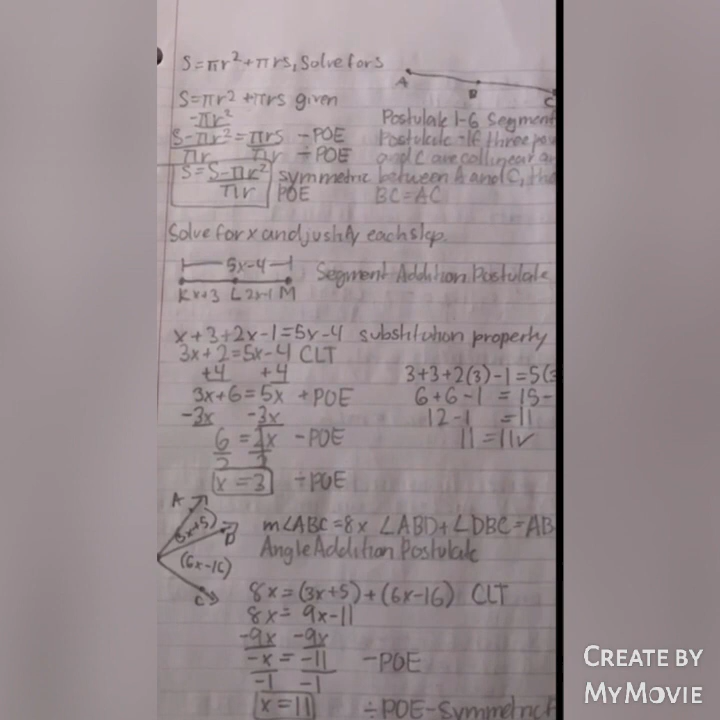 S=πr²+πrs, Solve for s
A B C
S=πr²+πrs given
-πr²
S-πr²=πrs -POE
πr πr ÷POE
S=S-πr² symmetric
πr POE
Postulate 1-6 Segment
Postulate - If three po
and C are collinear an
between A and C, the
BC=AC
Solve for x and justify each step.
5x-4
Segment Addition Postulate
K x+3 L 2x-1 M
x+3+2x-1=5x-4 substitution property
3x+2=5x-4 CLT
+4 +4
3x+6=5x +POE
-3x -3x
6=2x -POE
2 2
x=3 ÷POE
3+3+2(3)-1=5(3
6+6-1 =15-
12-1 =11
11=11✓
A
D
(6x-16)
C
m∠ABC=8x ∠ABD+∠DBC=AB
Angle Addition Postulate
8x=(3x+5)+(6x-16) CLT
8x=9x-11
-9x -9x
-x=-11 -POE
-1 -1
x=11 ÷POE-Symmetric
CREATE BY
MYMOVIE